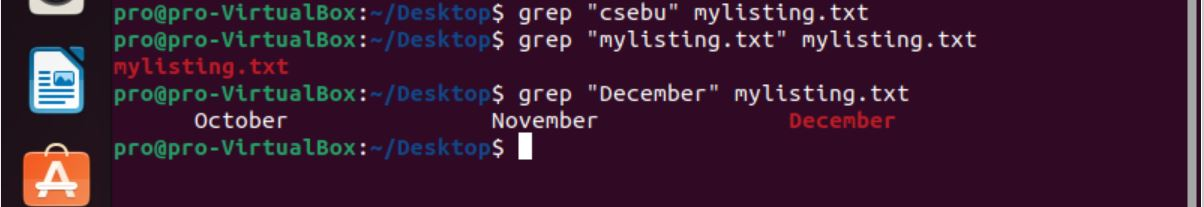 pro@pro-VirtualBox:~/Desktop$ grep "csebu" mylisting.txt
pro@pro-VirtualBox:~/Desktop$ grep "mylisting.txt" mylisting.txt
mylisting.txt
pro@pro-VirtualBox:~/Desktop$ grep "December" mylisting.txt
      October               November              December
pro@pro-VirtualBox:~/Desktop$